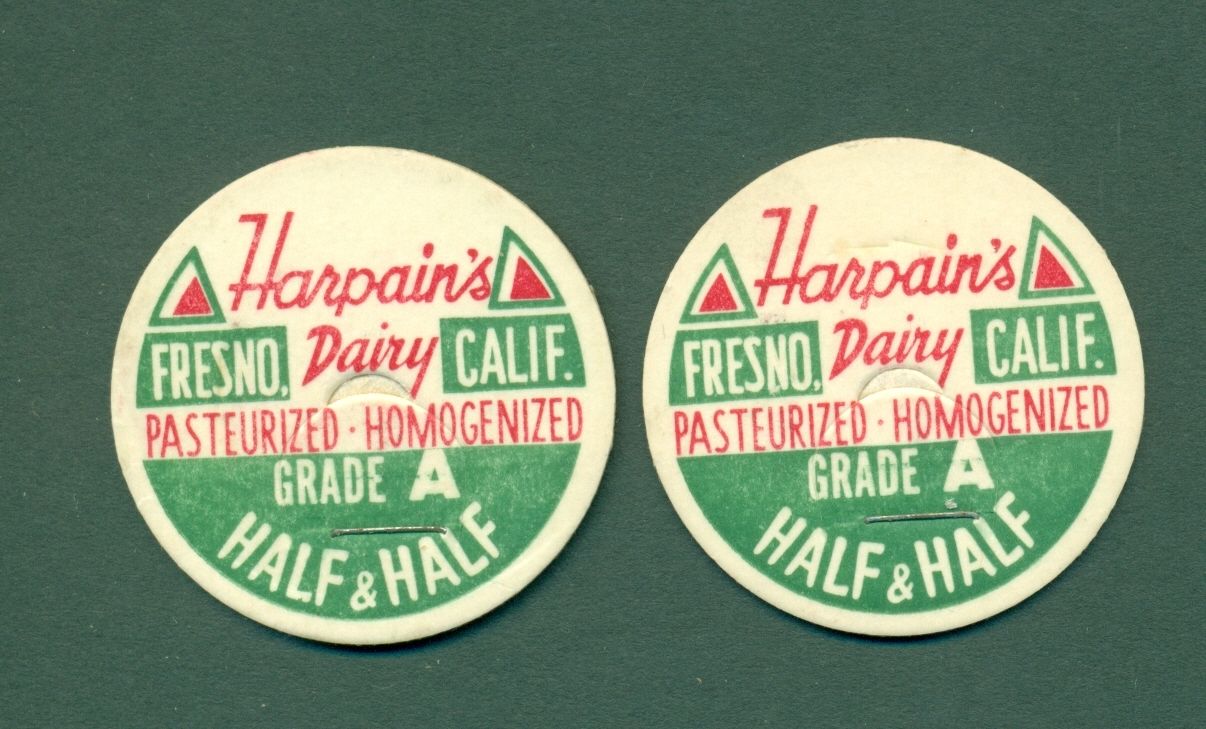 Harpain's
FRESNO, Dairy CALIF.
PASTEURIZED · HOMOGENIZED
GRADE A
HALF & HALF
Harpain's
FRESNO, Dairy CALIF.
PASTEURIZED · HOMOGENIZED
GRADE A
HALF & HALF